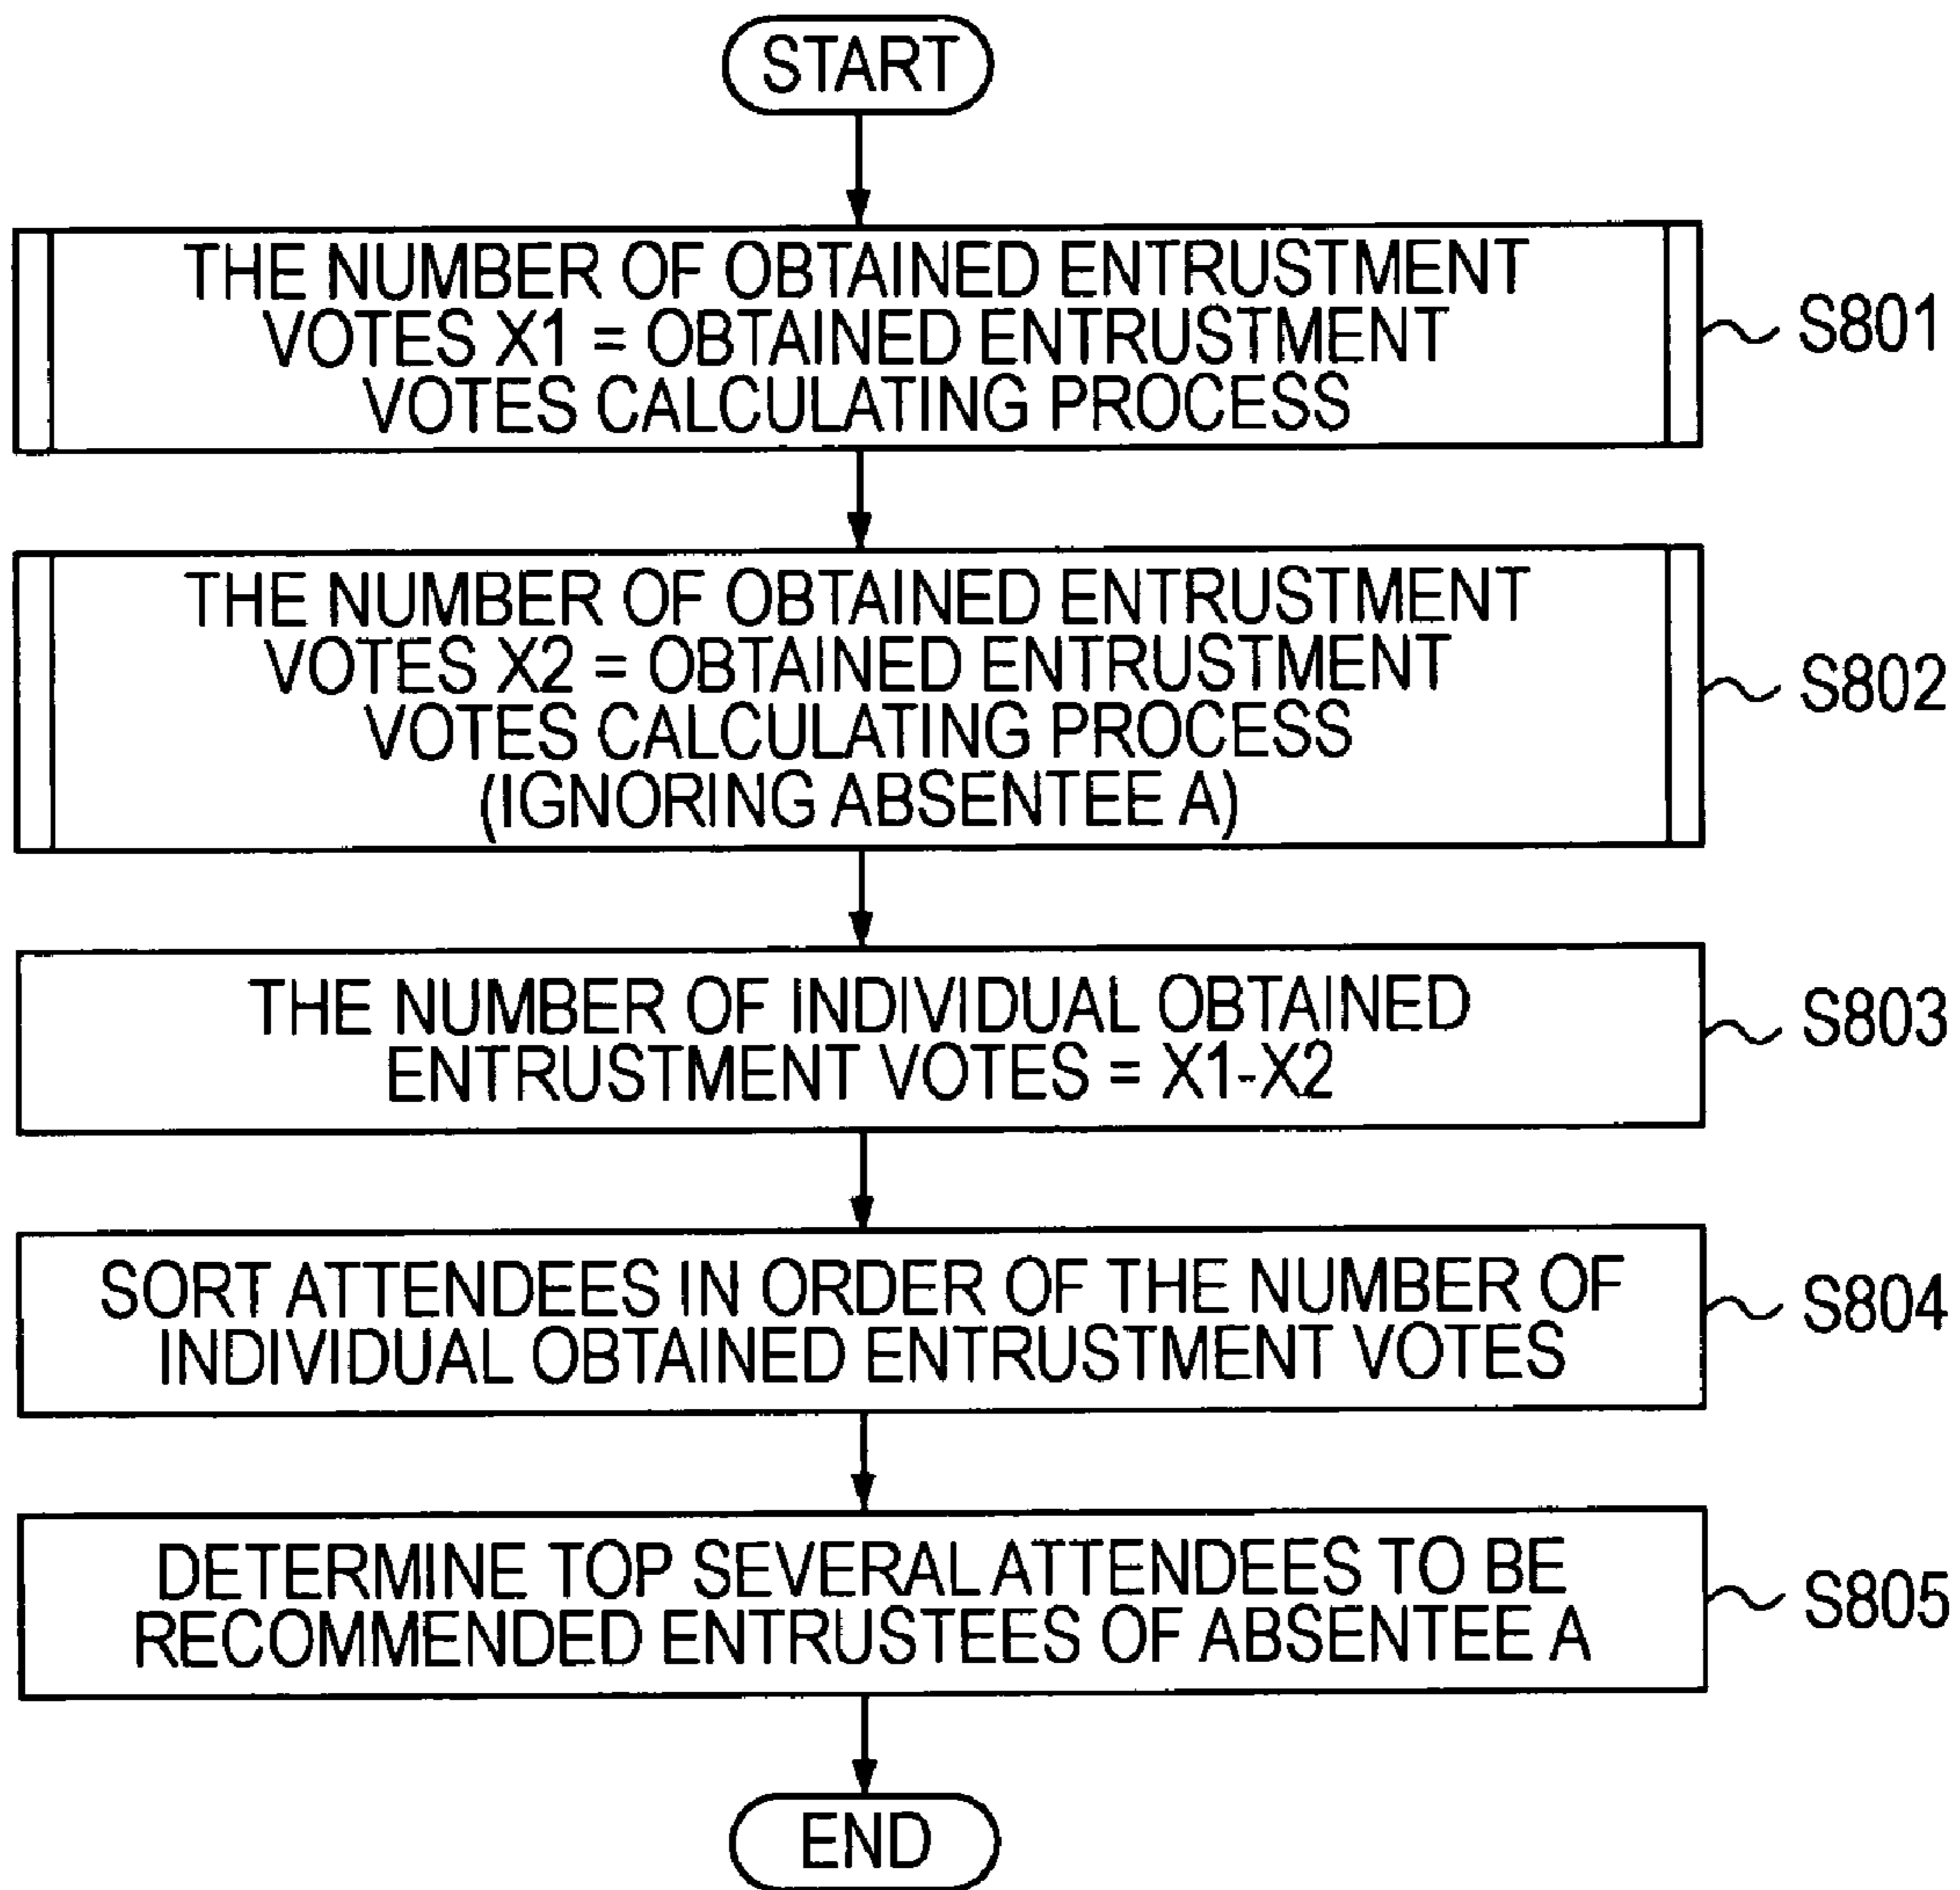 START
THE NUMBER OF OBTAINED ENTRUSTMENT
VOTES X1 = OBTAINED ENTRUSTMENT
VOTES CALCULATING PROCESS
S801
THE NUMBER OF OBTAINED ENTRUSTMENT
VOTES X2 = OBTAINED ENTRUSTMENT
VOTES CALCULATING PROCESS
(IGNORING ABSENTEE A)
S802
THE NUMBER OF INDIVIDUAL OBTAINED
ENTRUSTMENT VOTES = X1-X2
S803
SORT ATTENDEES IN ORDER OF THE NUMBER OF
INDIVIDUAL OBTAINED ENTRUSTMENT VOTES
S804
DETERMINE TOP SEVERAL ATTENDEES TO BE
RECOMMENDED ENTRUSTEES OF ABSENTEE A
S805
END